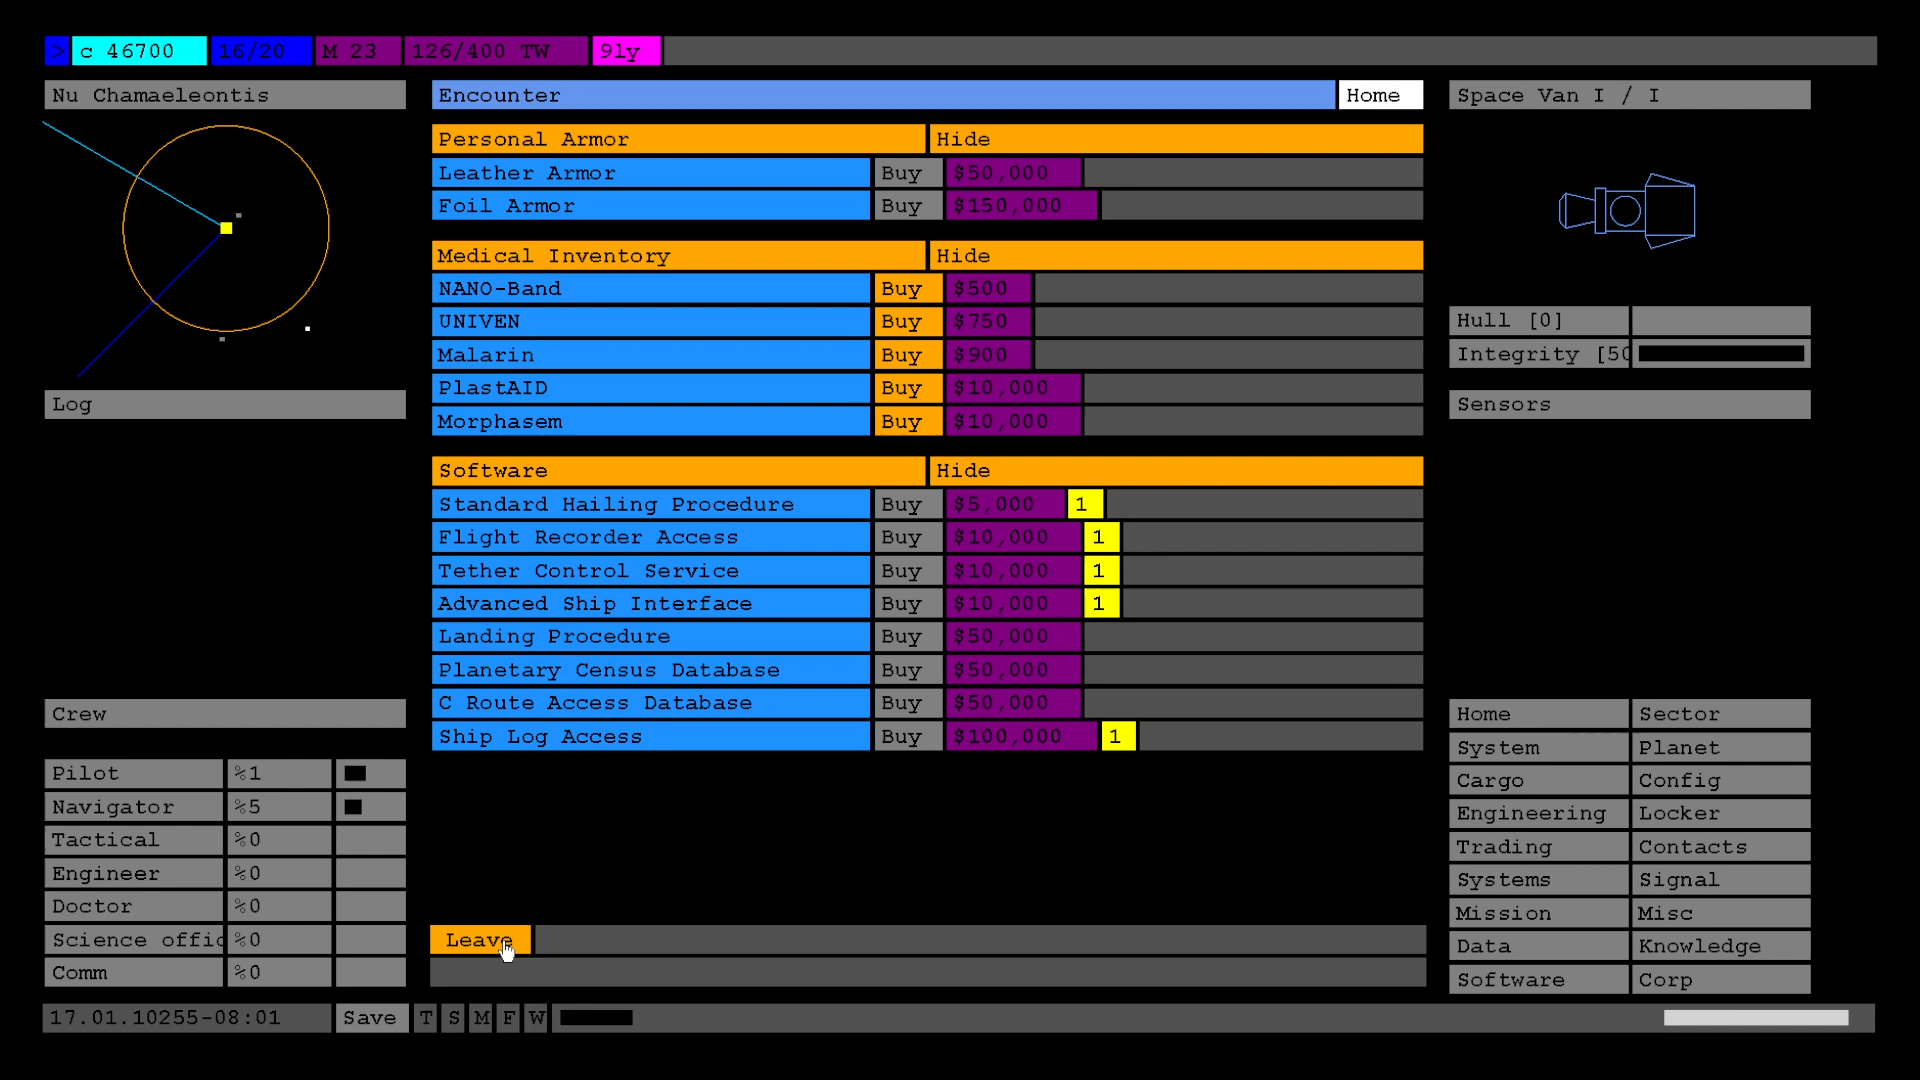 > c 46700 16/20 M 23 126/400 TW 9ly
Nu Chamaeleontis
Encounter Home
Space Van I / I
Personal Armor Hide
Leather Armor Buy $50,000
Foil Armor Buy $150,000
Medical Inventory Hide
NANO-Band Buy $500
UNIVEN Buy $750
Malarin Buy $900
PlastAID Buy $10,000
Morphasem Buy $10,000
Software Hide
Standard Hailing Procedure Buy $5,000 1
Flight Recorder Access Buy $10,000 1
Tether Control Service Buy $10,000 1
Advanced Ship Interface Buy $10,000 1
Landing Procedure Buy $50,000
Planetary Census Database Buy $50,000
C Route Access Database Buy $50,000
Ship Log Access Buy $100,000 1
Leave
Log
Crew
Pilot %1
Navigator %5
Tactical %0
Engineer %0
Doctor %0
Science offic %0
Comm %0
Hull [0]
Integrity [50
Sensors
Home Sector
System Planet
Cargo Config
Engineering Locker
Trading Contacts
Systems Signal
Mission Misc
Data Knowledge
Software Corp
17.01.10255-08:01 Save T S M F W